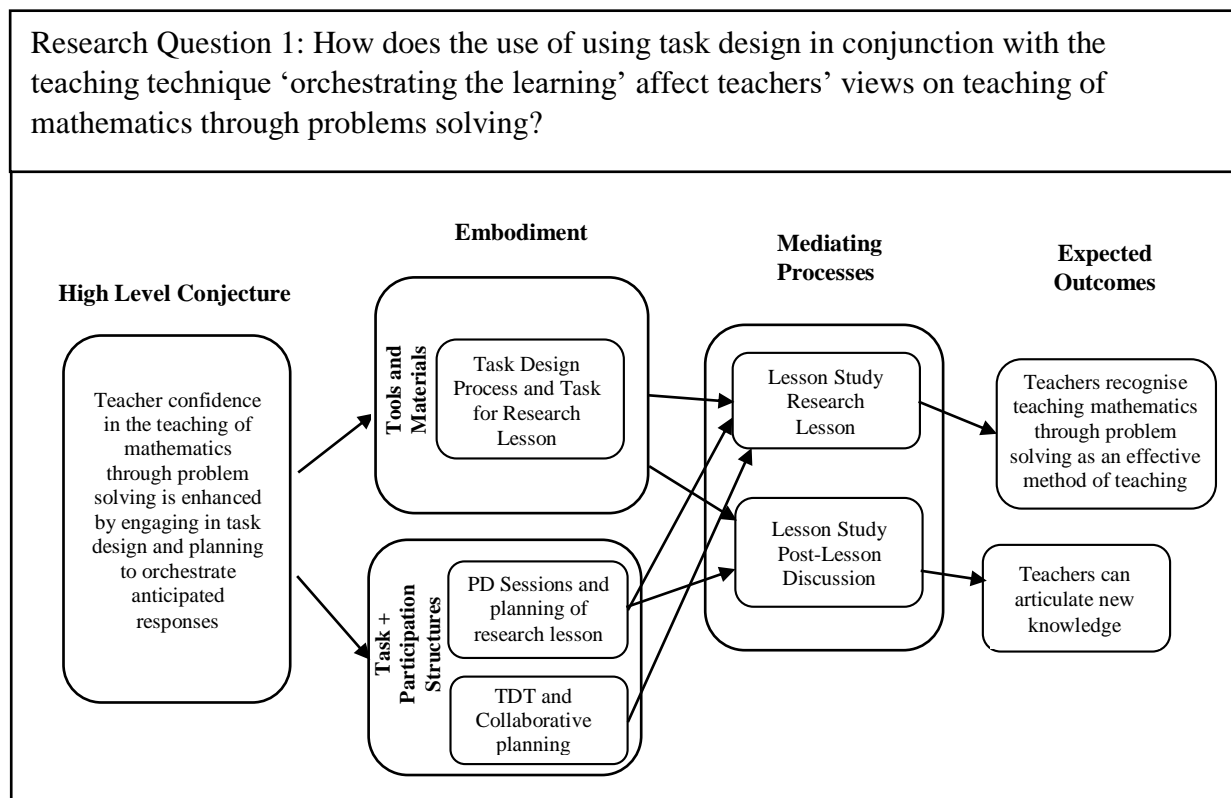 Research Question 1: How does the use of using task design in conjunction with the
teaching technique ‘orchestrating the learning’ affect teachers’ views on teaching of
mathematics through problems solving?
High Level Conjecture
Teacher confidence
in the teaching of
mathematics
through problem
solving is enhanced
by engaging in task
design and planning
to orchestrate
anticipated
responses
Embodiment
Tools and
Materials
Task Design
Process and Task
for Research
Lesson
Task +
Participation
Structures
PD Sessions and
planning of
research lesson
TDT and
Collaborative
planning
Mediating
Processes
Lesson Study
Research
Lesson
Lesson Study
Post-Lesson
Discussion
Expected
Outcomes
Teachers recognise
teaching mathematics
through problem
solving as an effective
method of teaching
Teachers can
articulate new
knowledge